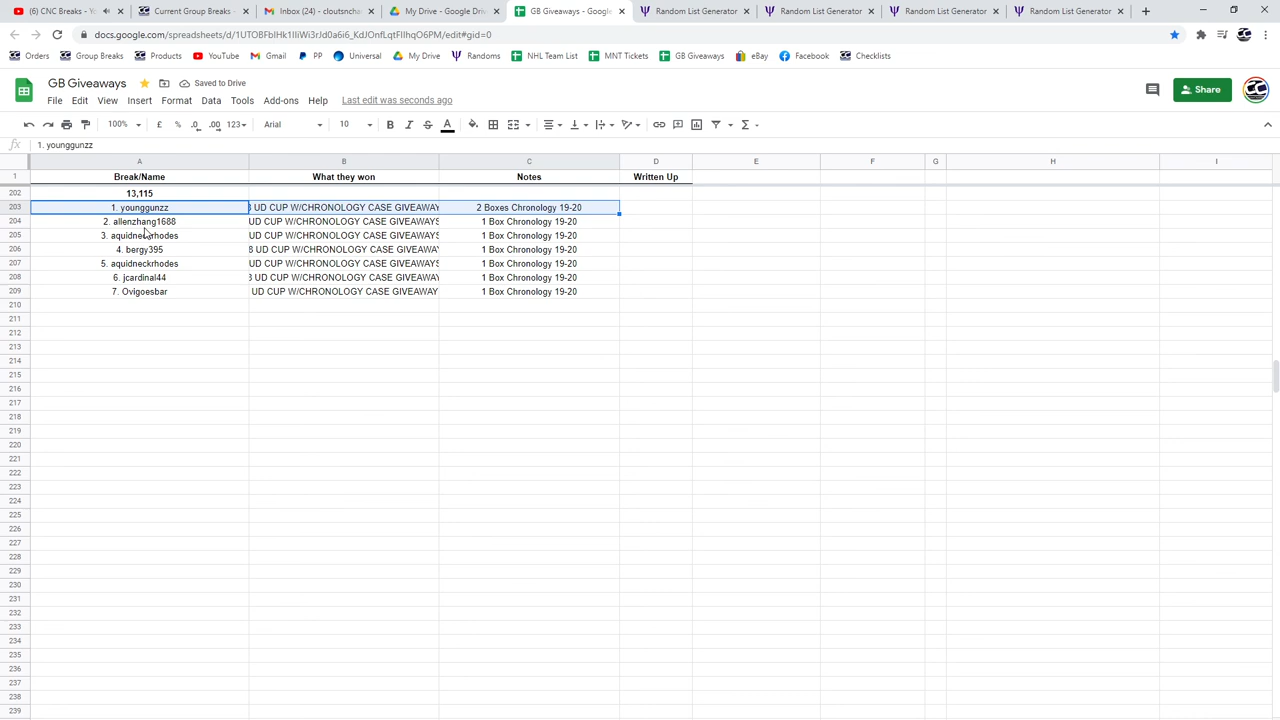 (6) CNC Breaks - Y
Current Group Breaks -
Inbox (24) - cloutsnch
My Drive - Google Driv
GB Giveaways - Google
Random List Generator
Random List Generator
Random List Generator
Random List Generator
docs.google.com/spreadsheets/d/
/edit#gid=0
Orders
Group Breaks
Products
YouTube
Gmail
PP
Universal
My Drive
Randoms
NHL Team List
MNT Tickets
GB Giveaways
eBay
Facebook
Checklists
GB Giveaways
Saved to Drive
File Edit View Insert Format Data Tools Add-ons Help Last edit was seconds ago
Share
100% £ % .0 .00 123 Arial 10 B I S A Σ
fx 1. younggunzz
A B C D E F G H I
1 Break/Name What they won Notes Written Up
202 13,115
203 1. younggunzz UD CUP W/CHRONOLOGY CASE GIVEAWAY 2 Boxes Chronology 19-20
204 2. allenzhang1688 UD CUP W/CHRONOLOGY CASE GIVEAWAYS 1 Box Chronology 19-20
205 3. aquidneckrhodes UD CUP W/CHRONOLOGY CASE GIVEAWAYS 1 Box Chronology 19-20
206 4. bergy395 8 UD CUP W/CHRONOLOGY CASE GIVEAWAYS 1 Box Chronology 19-20
207 5. aquidneckrhodes UD CUP W/CHRONOLOGY CASE GIVEAWAYS 1 Box Chronology 19-20
208 6. jcardinal44 UD CUP W/CHRONOLOGY CASE GIVEAWAYS 1 Box Chronology 19-20
209 7. Ovigoesbar UD CUP W/CHRONOLOGY CASE GIVEAWAY 1 Box Chronology 19-20
210
211
212
213
214
215
216
217
218
219
220
221
222
223
224
225
226
227
228
229
230
231
232
233
234
235
236
237
238
239